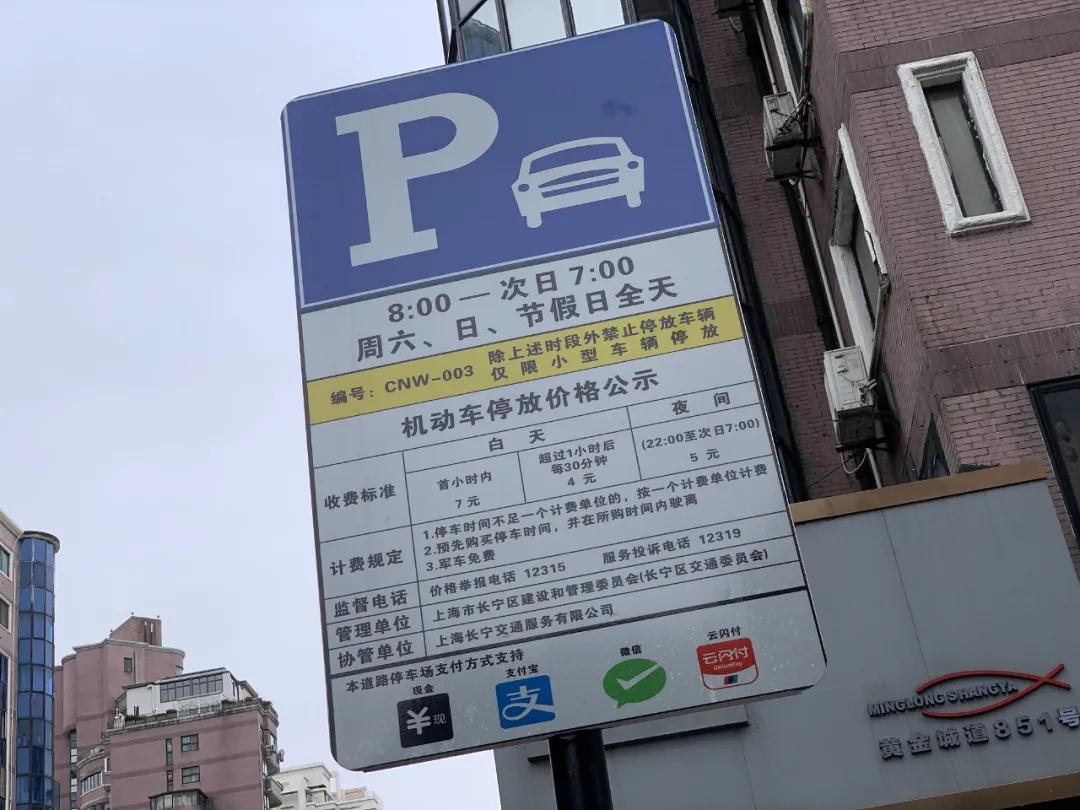 P
8:00 — 次日 7:00
周六、日、节假日全天
编号：CNW-003 除上述时段外禁止停放车辆
仅限小型车辆停放
机动车停放价格公示
收费标准
白天
夜间
首小时内
7元
超过1小时后
每30分钟
4元
(22:00至次日7:00)
5元
计费规定
1.停车时间不足一个计费单位的，按一个计费单位计费
2.预先购买停车时间，并在所购时间内驶离
3.军车免费
监督电话 价格举报电话 12315 服务投诉电话 12319
管理单位 上海市长宁区建设和管理委员会(长宁区交通委员会)
协管单位 上海长宁交通服务有限公司
本道路停车场支付方式支持
现金 支付宝 微信 云闪付
¥现 支 云闪付
UnionPay
MINGLONG SHANGYA
黄金城道851号